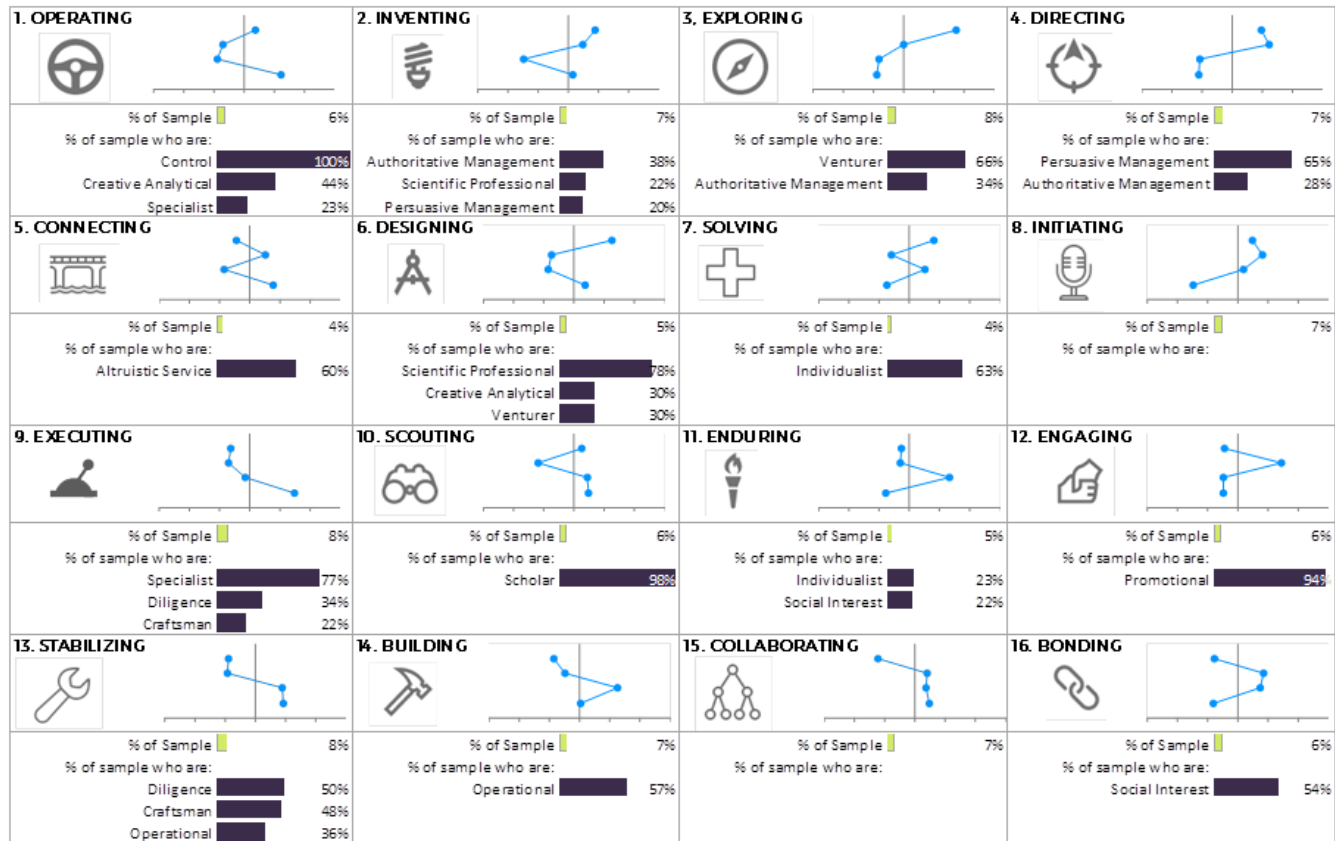 1. OPERATING
% of Sample 6%
% of sample who are:
Control 100%
Creative Analytical 44%
Specialist 23%
2. INVENTING
% of Sample 7%
% of sample who are:
Authoritative Management 38%
Scientific Professional 22%
Persuasive Management 20%
3, EXPLORING
% of Sample 8%
% of sample who are:
Venturer 66%
Authoritative Management 34%
4. DIRECTING
% of Sample 7%
% of sample who are:
Persuasive Management 65%
Authoritative Management 28%
5. CONNECTING
% of Sample 4%
% of sample who are:
Altruistic Service 60%
6. DESIGNING
% of Sample 5%
% of sample who are:
Scientific Professional 78%
Creative Analytical 30%
Venturer 30%
7. SOLVING
% of Sample 4%
% of sample who are:
Individualist 63%
8. INITIATING
% of Sample 7%
% of sample who are:
9. EXECUTING
% of Sample 8%
% of sample who are:
Specialist 77%
Diligence 34%
Craftsman 22%
10. SCOUTING
% of Sample 6%
% of sample who are:
Scholar 98%
11. ENDURING
% of Sample 5%
% of sample who are:
Individualist 23%
Social Interest 22%
12. ENGAGING
% of Sample 6%
% of sample who are:
Promotional 94%
13. STABILIZING
% of Sample 8%
% of sample who are:
Diligence 50%
Craftsman 48%
Operational 36%
14. BUILDING
% of Sample 7%
% of sample who are:
Operational 57%
15. COLLABORATING
% of Sample 7%
% of sample who are:
16. BONDING
% of Sample 6%
% of sample who are:
Social Interest 54%